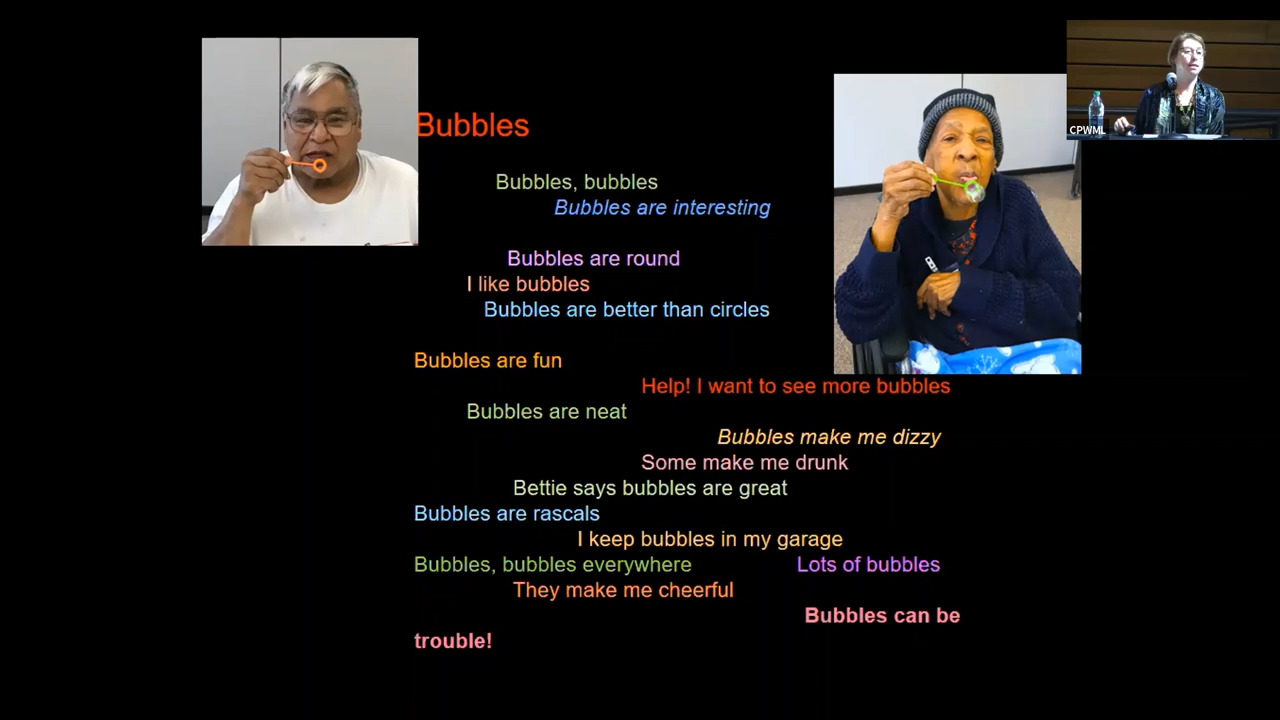 CPWML
Bubbles
Bubbles, bubbles
Bubbles are interesting
Bubbles are round
I like bubbles
Bubbles are better than circles
Bubbles are fun
Help! I want to see more bubbles
Bubbles are neat
Bubbles make me dizzy
Some make me drunk
Bettie says bubbles are great
Bubbles are rascals
I keep bubbles in my garage
Bubbles, bubbles everywhere Lots of bubbles
They make me cheerful
Bubbles can be
trouble!